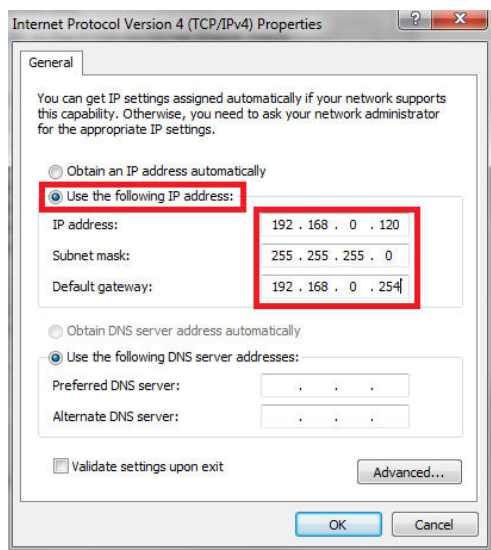 Internet Protocol Version 4 (TCP/IPv4) Properties
General
You can get IP settings assigned automatically if your network supports
this capability. Otherwise, you need to ask your network administrator
for the appropriate IP settings.
Obtain an IP address automatically
Use the following IP address:
IP address: 192 . 168 . 0 . 120
Subnet mask: 255 . 255 . 255 . 0
Default gateway: 192 . 168 . 0 . 254
Obtain DNS server address automatically
Use the following DNS server addresses:
Preferred DNS server: . . .
Alternate DNS server: . . .
Validate settings upon exit
Advanced...
OK Cancel